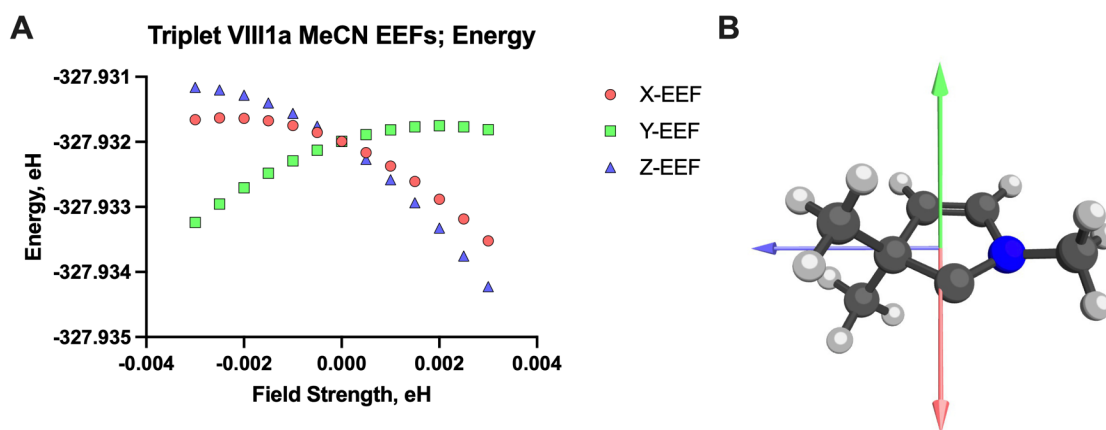 A
Triplet VIII1a MeCN EEFs; Energy
-327.931
-327.932
-327.933
-327.934
-327.935
Energy, eH
-0.004
-0.002
0.000
0.002
0.004
Field Strength, eH
X-EEF
Y-EEF
Z-EEF
B